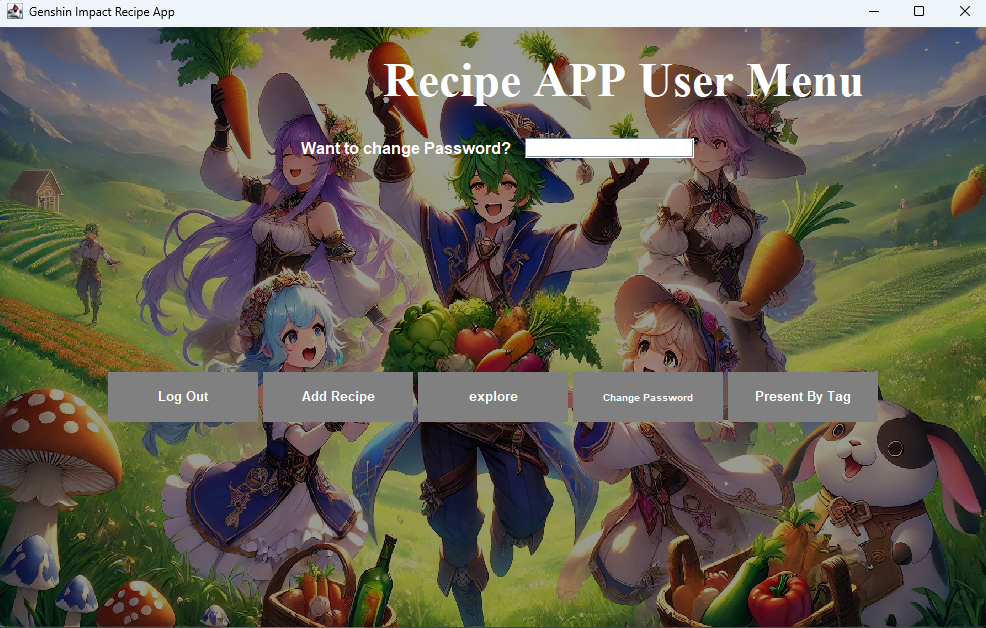 Genshin Impact Recipe App
Recipe APP User Menu
Want to change Password?
Log Out
Add Recipe
explore
Change Password
Present By Tag